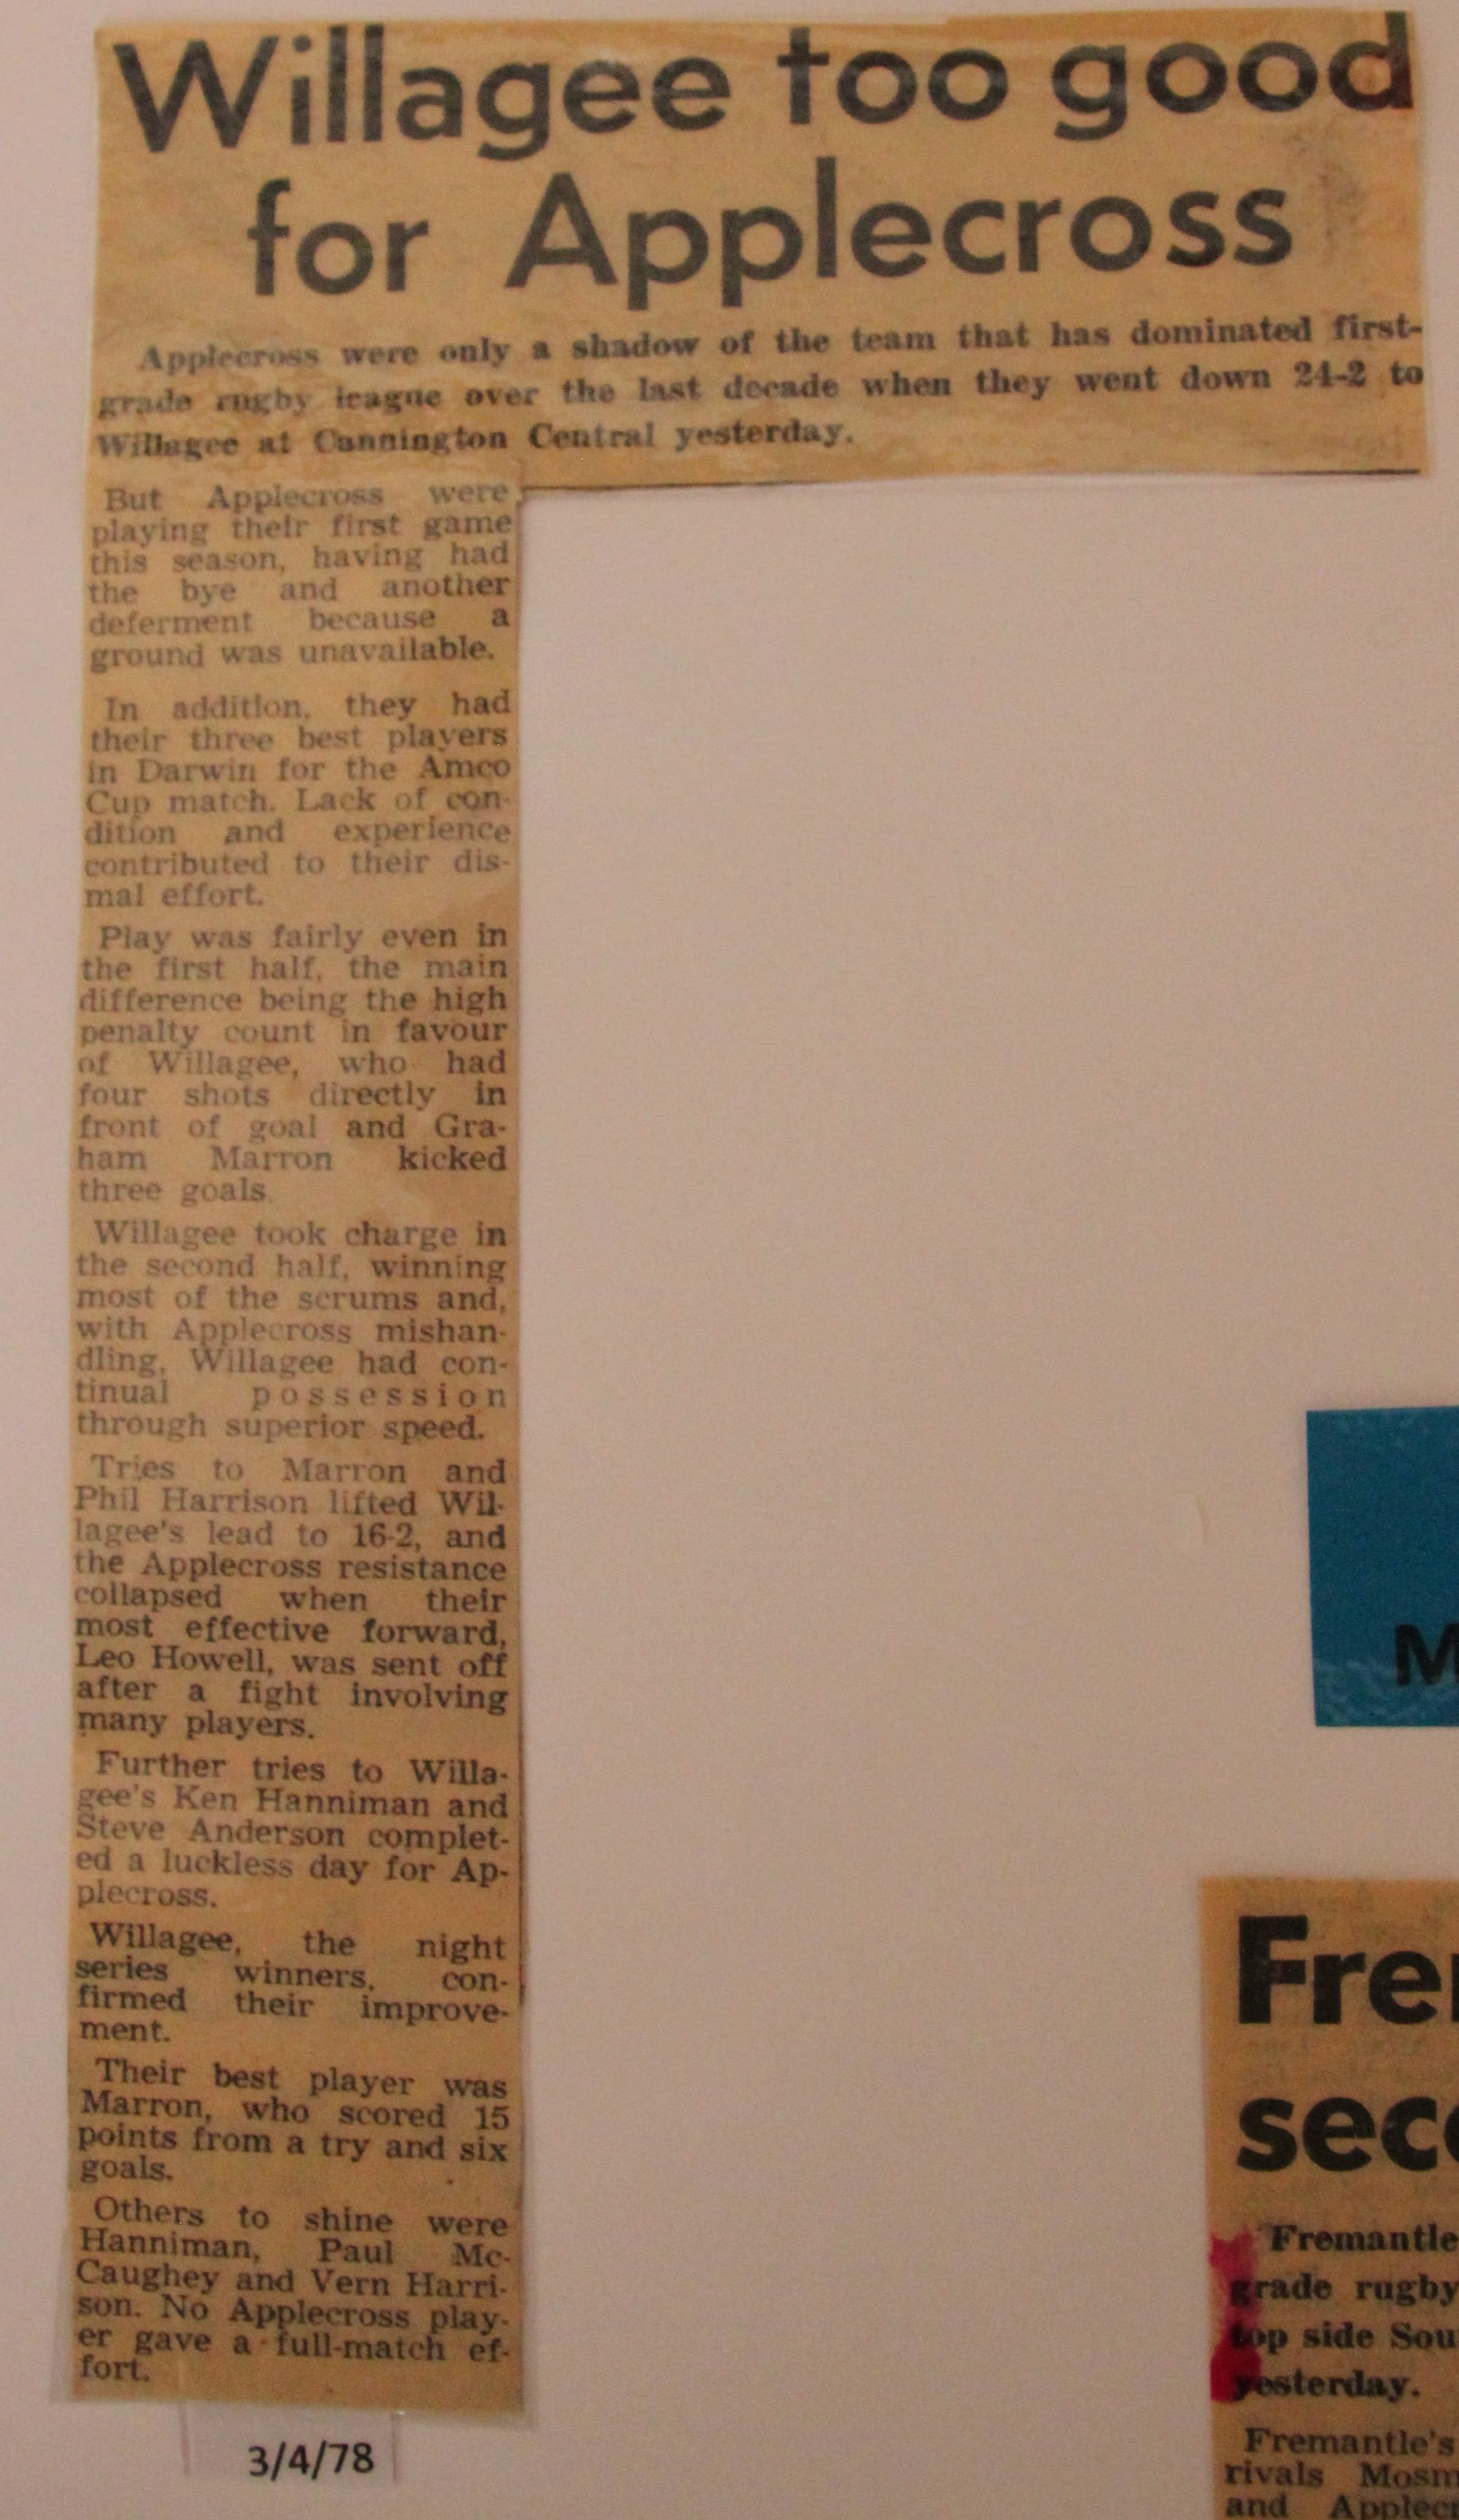 Willagee too good
for Applecross
Applecross were only a shadow of the team that has dominated first-
grade rugby league over the last decade when they went down 24-2 to
Willagee at Cannington Central yesterday.
But Applecross were
playing their first game
this season, having had
the bye and another
deferment because a
ground was unavailable.
In addition, they had
their three best players
in Darwin for the Amco
Cup match. Lack of con-
dition and experience
contributed to their dis-
mal effort.
Play was fairly even in
the first half, the main
difference being the high
penalty count in favour
of Willagee, who had
four shots directly in
front of goal and Gra-
ham Marron kicked
three goals.
Willagee took charge in
the second half, winning
most of the scrums and,
with Applecross mishan-
dling, Willagee had con-
tinual possession
through superior speed.
Tries to Marron and
Phil Harrison lifted Wil-
lagee's lead to 16-2, and
the Applecross resistance
collapsed when their
most effective forward,
Leo Howell, was sent off
after a fight involving
many players.
Further tries to Willa-
gee's Ken Hanniman and
Steve Anderson complet-
ed a luckless day for Ap-
plecross.
Willagee, the night
series winners, con-
firmed their improve-
ment.
Their best player was
Marron, who scored 15
points from a try and six
goals.
Others to shine were
Hanniman, Paul Mc-
Caughey and Vern Harri-
son. No Applecross play-
er gave a full-match ef-
fort.
3/4/78
M
Fre
seco
Fremantle
grade rugby
top side Sou
yesterday.
Fremantle's
rivals Mosm
and Applecr